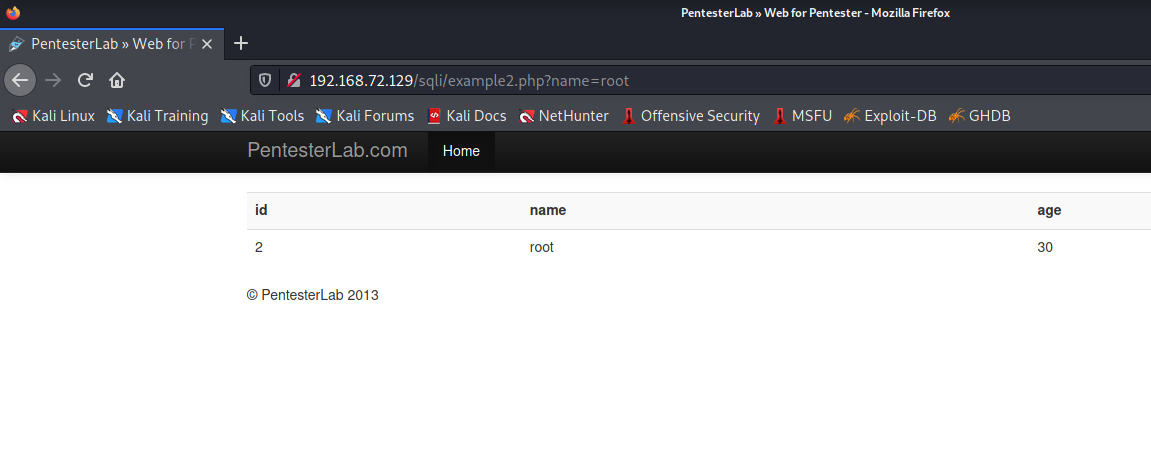 PentesterLab » Web for Pentester - Mozilla Firefox
PentesterLab » Web for P
192.168.72.129/sqli/example2.php?name=root
Kali Linux Kali Training Kali Tools Kali Forums Kali Docs NetHunter Offensive Security MSFU Exploit-DB GHDB
PentesterLab.com Home
id name age
2 root 30
© PentesterLab 2013